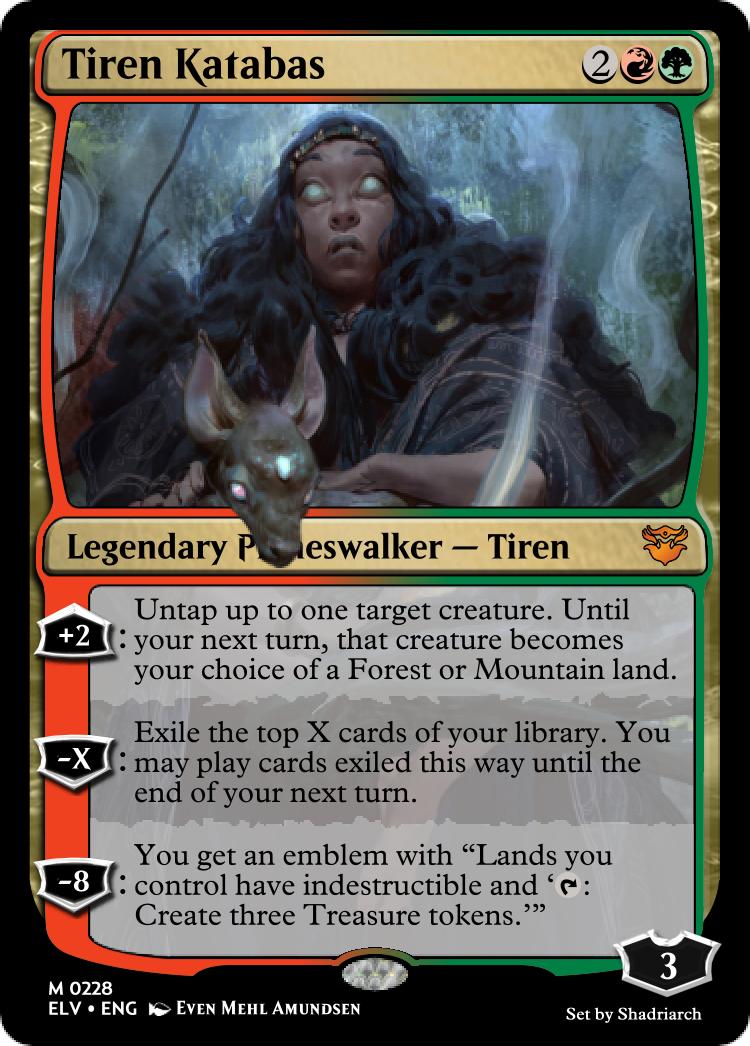 Tiren Katabas 2
Legendary P neswalker — Tiren
+2 : Untap up to one target creature. Until
your next turn, that creature becomes
your choice of a Forest or Mountain land.
–X : Exile the top X cards of your library. You
may play cards exiled this way until the
end of your next turn.
–8 : You get an emblem with “Lands you
control have indestructible and ‘ :
Create three Treasure tokens.’”
3
M 0228
ELV • ENG EVEN MEHL AMUNDSEN
Set by Shadriarch